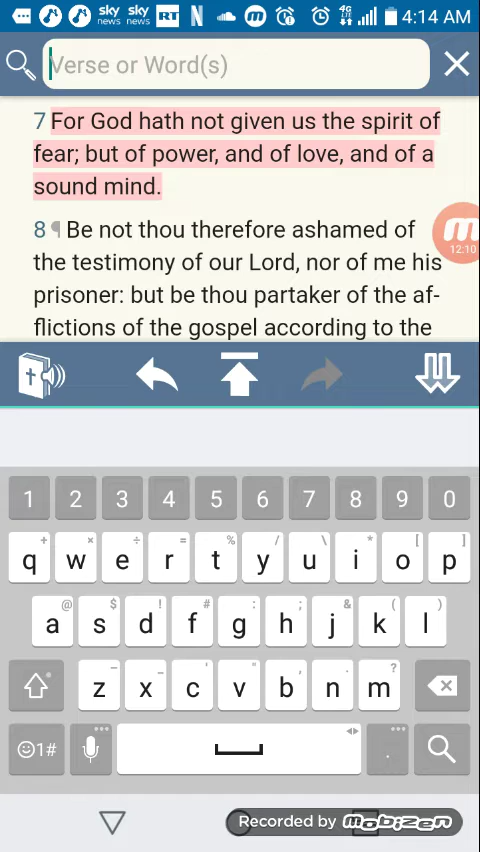 sky news sky news RT N 4G LTE 4:14 AM
Verse or Word(s)
7 For God hath not given us the spirit of
fear; but of power, and of love, and of a
sound mind.
8 ¶ Be not thou therefore ashamed of
the testimony of our Lord, nor of me his
prisoner: but be thou partaker of the af-
flictions of the gospel according to the
12:10
1 2 3 4 5 6 7 8 9 0
+ × ÷ = % / \ * [ ]
q w e r t y u i o p
@ $ ! # : ; & ( )
a s d f g h j k l
– _ ' " , . ?
z x c v b n m
1# .
Recorded by mobizen